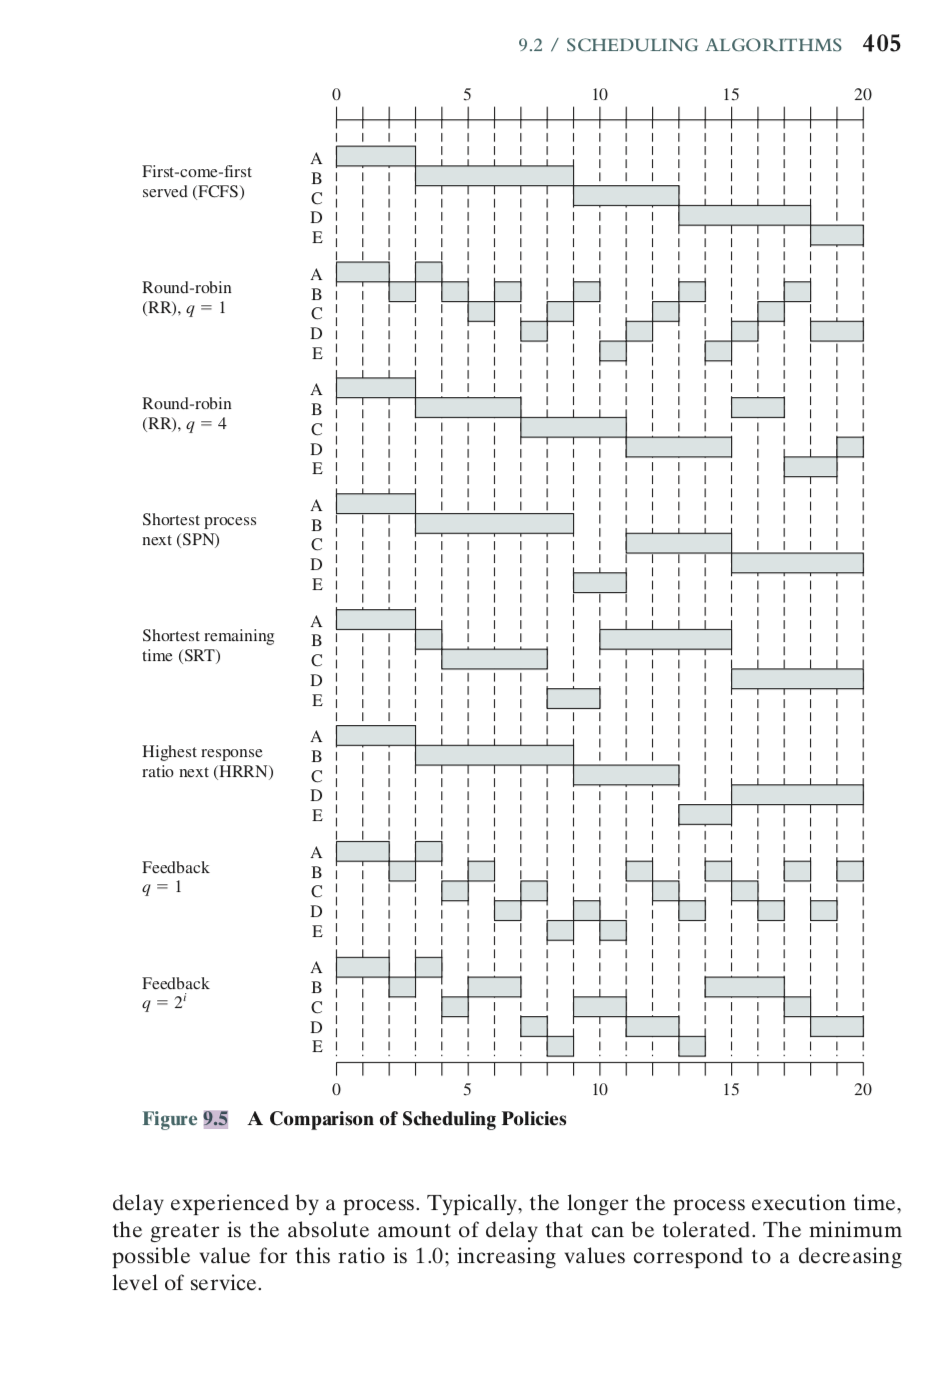 9.2 / SCHEDULING ALGORITHMS 405
0 5 10 15 20
First-come-first
served (FCFS)
A
B
C
D
E
Round-robin
(RR), q = 1
A
B
C
D
E
Round-robin
(RR), q = 4
A
B
C
D
E
Shortest process
next (SPN)
A
B
C
D
E
Shortest remaining
time (SRT)
A
B
C
D
E
Highest response
ratio next (HRRN)
A
B
C
D
E
Feedback
q = 1
A
B
C
D
E
Feedback
q = 2^i
A
B
C
D
E
0 5 10 15 20
Figure 9.5 A Comparison of Scheduling Policies
delay experienced by a process. Typically, the longer the process execution time,
the greater is the absolute amount of delay that can be tolerated. The minimum
possible value for this ratio is 1.0; increasing values correspond to a decreasing
level of service.